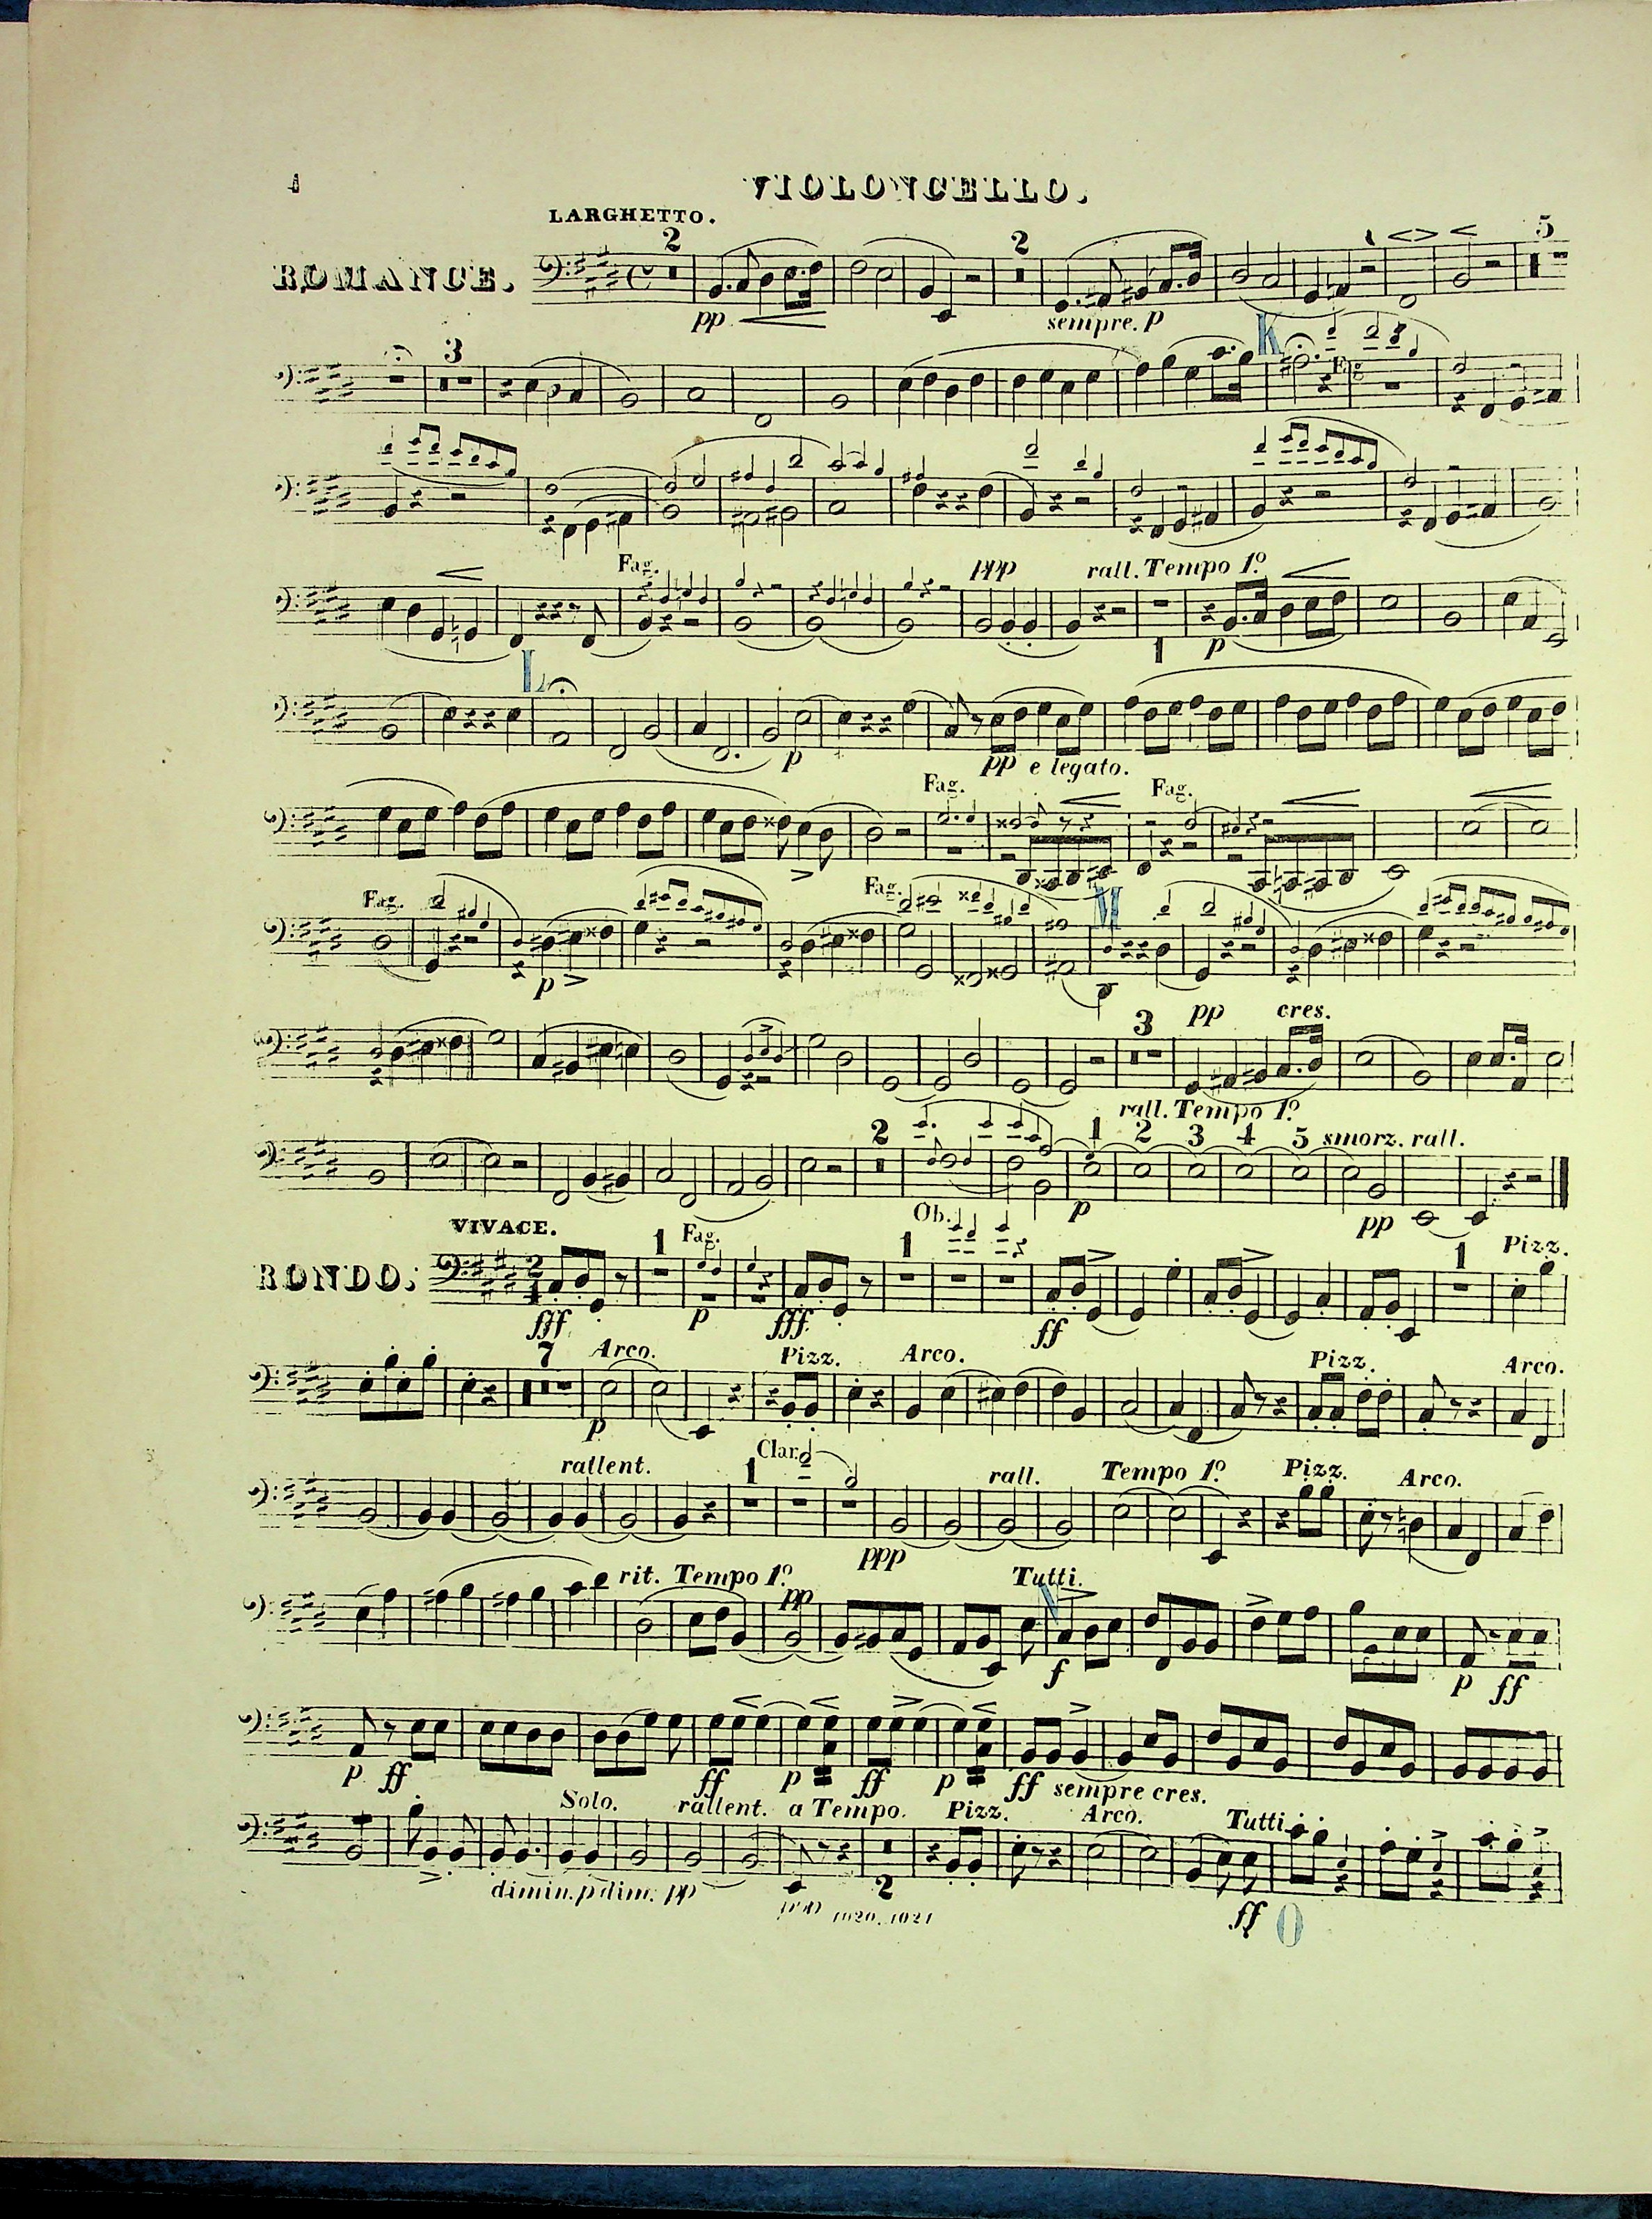 4
VIOLONCELLO.
LARGHETTO.
ROMANCE.
2 2 5
pp sempre. p
3 K Fag
Fag. ppp rall. Tempo 1º
1 p
L
p pp e legato.
Fag. Fag.
Fag. Fag. M
p
3 pp cres.
rall. Tempo 1º
2 1 2 3 4 5 smorz. rall.
p pp
VIVACE.
RONDO.
2/4 1 Fag. 1 Ob. 1 Pizz.
fff p fff ff
7 Arco. Pizz. Arco. Pizz. Arco.
p
rallent. 1 Clar. rall. Tempo 1º Pizz. Arco.
ppp
rit. Tempo 1º pp Tutti. N
f p ff
p ff ff p ff p ff sempre cres.
Solo. rallent. a Tempo. Pizz. Arco. Tutti
dimin. p dim. pp 2 ff O
ppp 1020. 1021